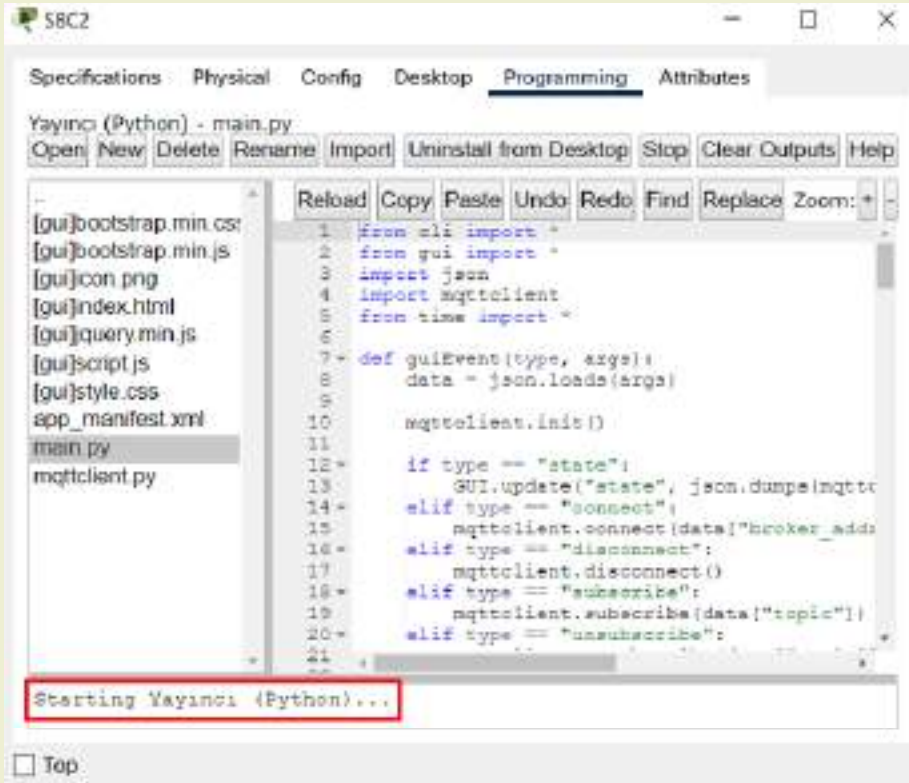 SBC2
Specifications Physical Config Desktop Programming Attributes
Yayıncı (Python) - main.py
Open New Delete Rename Import Uninstall from Desktop Stop Clear Outputs Help
Reload Copy Paste Undo Redo Find Replace Zoom: + -
..
[gui]bootstrap.min.css
[gui]bootstrap.min.js
[gui]icon.png
[gui]index.html
[gui]jquery.min.js
[gui]script.js
[gui]style.css
app_manifest.xml
main.py
mqttclient.py
1 from cli import *
2 from gui import *
3 import json
4 import mqttclient
5 from time import *
6
7 def guiEvent(type, args):
8 data = json.loads(args)
9
10 mqttclient.init()
11
12 if type == "state":
13 GUI.update("state", json.dumps(mqttc
14 elif type == "connect":
15 mqttclient.connect(data["broker_addr
16 elif type == "disconnect":
17 mqttclient.disconnect()
18 elif type == "subscribe":
19 mqttclient.subscribe(data["topic"])
20 elif type == "unsubscribe":
21
Starting Yayıncı (Python)...
Top